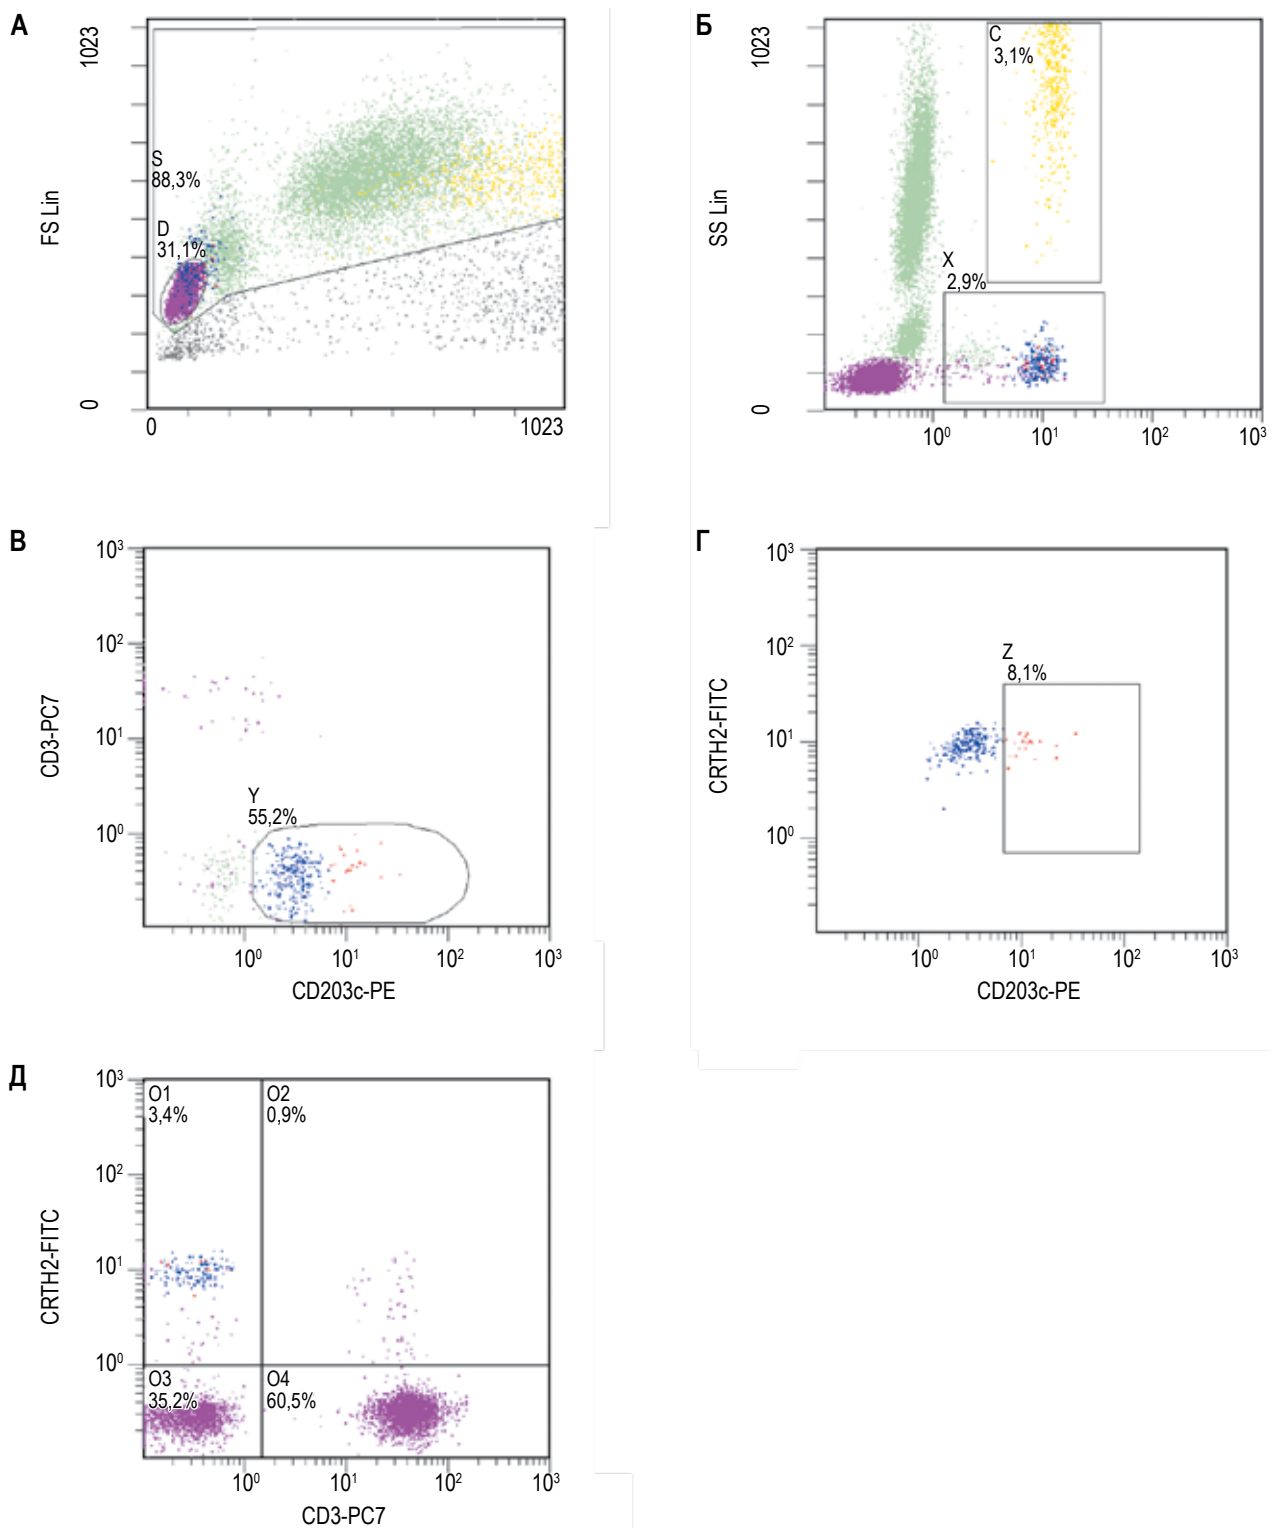 А
1023
FS Lin
S
88,3%
D
31,1%
0
0
1023
Б
1023
SS Lin
C
3,1%
X
2,9%
0
10⁰
10¹
10²
10³
В
10³
10²
CD3-PC7
10¹
Y
55,2%
10⁰
10⁰
10¹
10²
10³
CD203c-PE
Г
10³
10²
Z
8,1%
CRTH2-FITC
10¹
10⁰
10⁰
10¹
10²
10³
CD203c-PE
Д
10³
O1
3,4%
O2
0,9%
10²
CRTH2-FITC
10¹
10⁰
O3
35,2%
O4
60,5%
10⁰
10¹
10²
10³
CD3-PC7